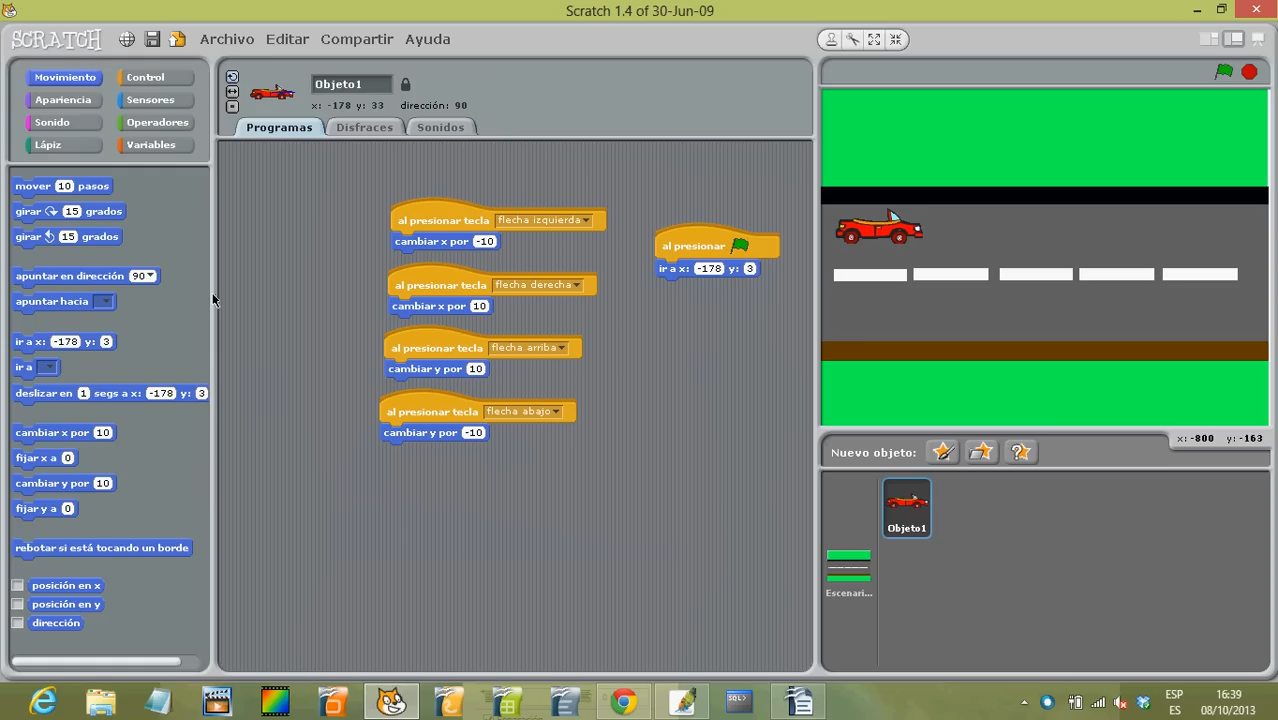 Scratch 1.4 of 30-Jun-09
SCRATCH
Archivo Editar Compartir Ayuda
Movimiento Control
Apariencia Sensores
Sonido Operadores
Lápiz Variables
mover 10 pasos
girar 15 grados
girar 15 grados
apuntar en dirección 90
apuntar hacia
ir a x: -178 y: 3
ir a
deslizar en 1 segs a x: -178 y: 3
cambiar x por 10
fijar x a 0
cambiar y por 10
fijar y a 0
rebotar si está tocando un borde
posición en x
posición en y
dirección
Objeto1
x: -178 y: 33 dirección: 90
Programas Disfraces Sonidos
al presionar tecla flecha izquierda
cambiar x por -10
al presionar tecla flecha derecha
cambiar x por 10
al presionar tecla flecha arriba
cambiar y por 10
al presionar tecla flecha abajo
cambiar y por -10
al presionar
ir a x: -178 y: 3
x: -800 y: -163
Nuevo objeto:
Objeto1
Escenari...
SQL>
ESP
ES
16:39
08/10/2013